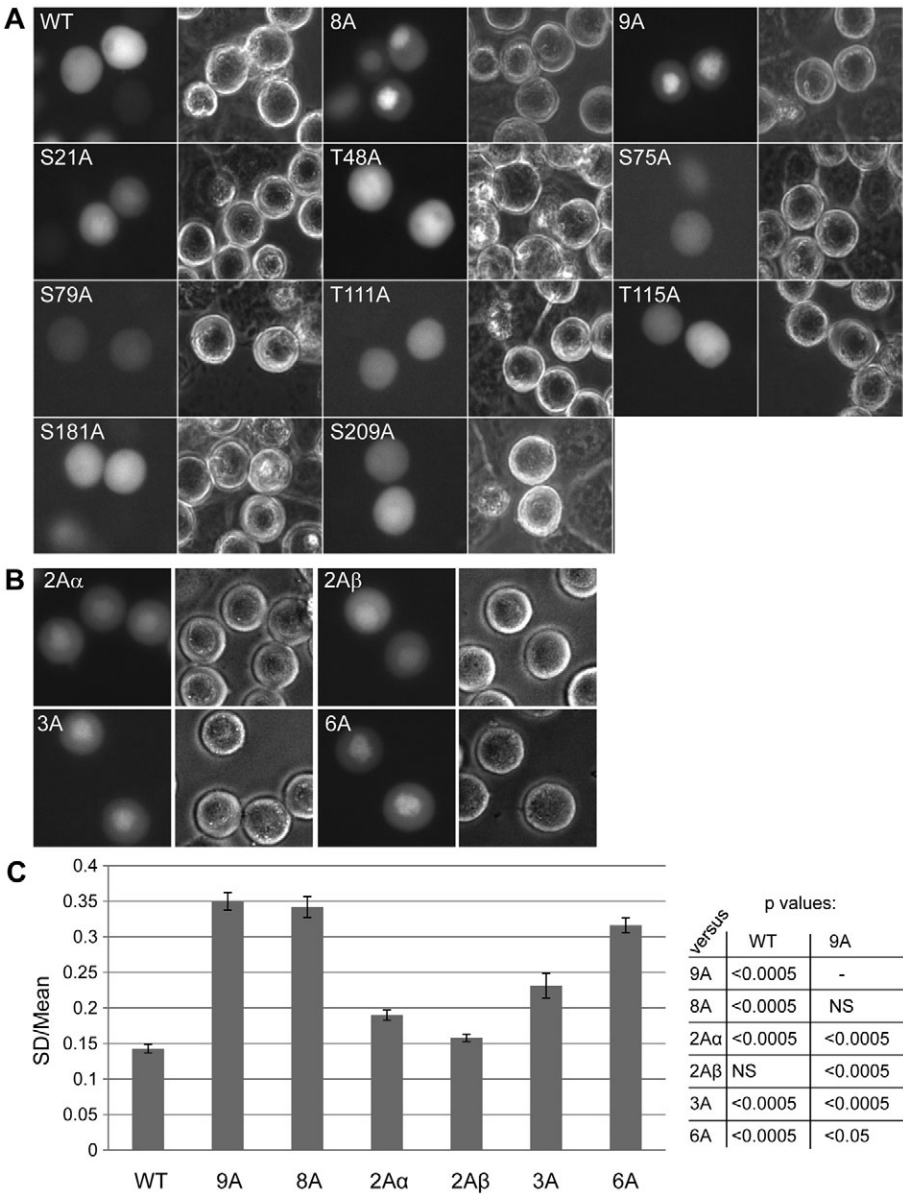 A
WT 8A 9A
S21A T48A S75A
S79A T111A T115A
S181A S209A
B
2Aα 2Aβ
3A 6A
C
0.4
0.35
0.3
0.25
0.2
0.15
0.1
0.05
0
SD/Mean
WT 9A 8A 2Aα 2Aβ 3A 6A
p values:
versus WT 9A
9A <0.0005 -
8A <0.0005 NS
2Aα <0.0005 <0.0005
2Aβ NS <0.0005
3A <0.0005 <0.0005
6A <0.0005 <0.05